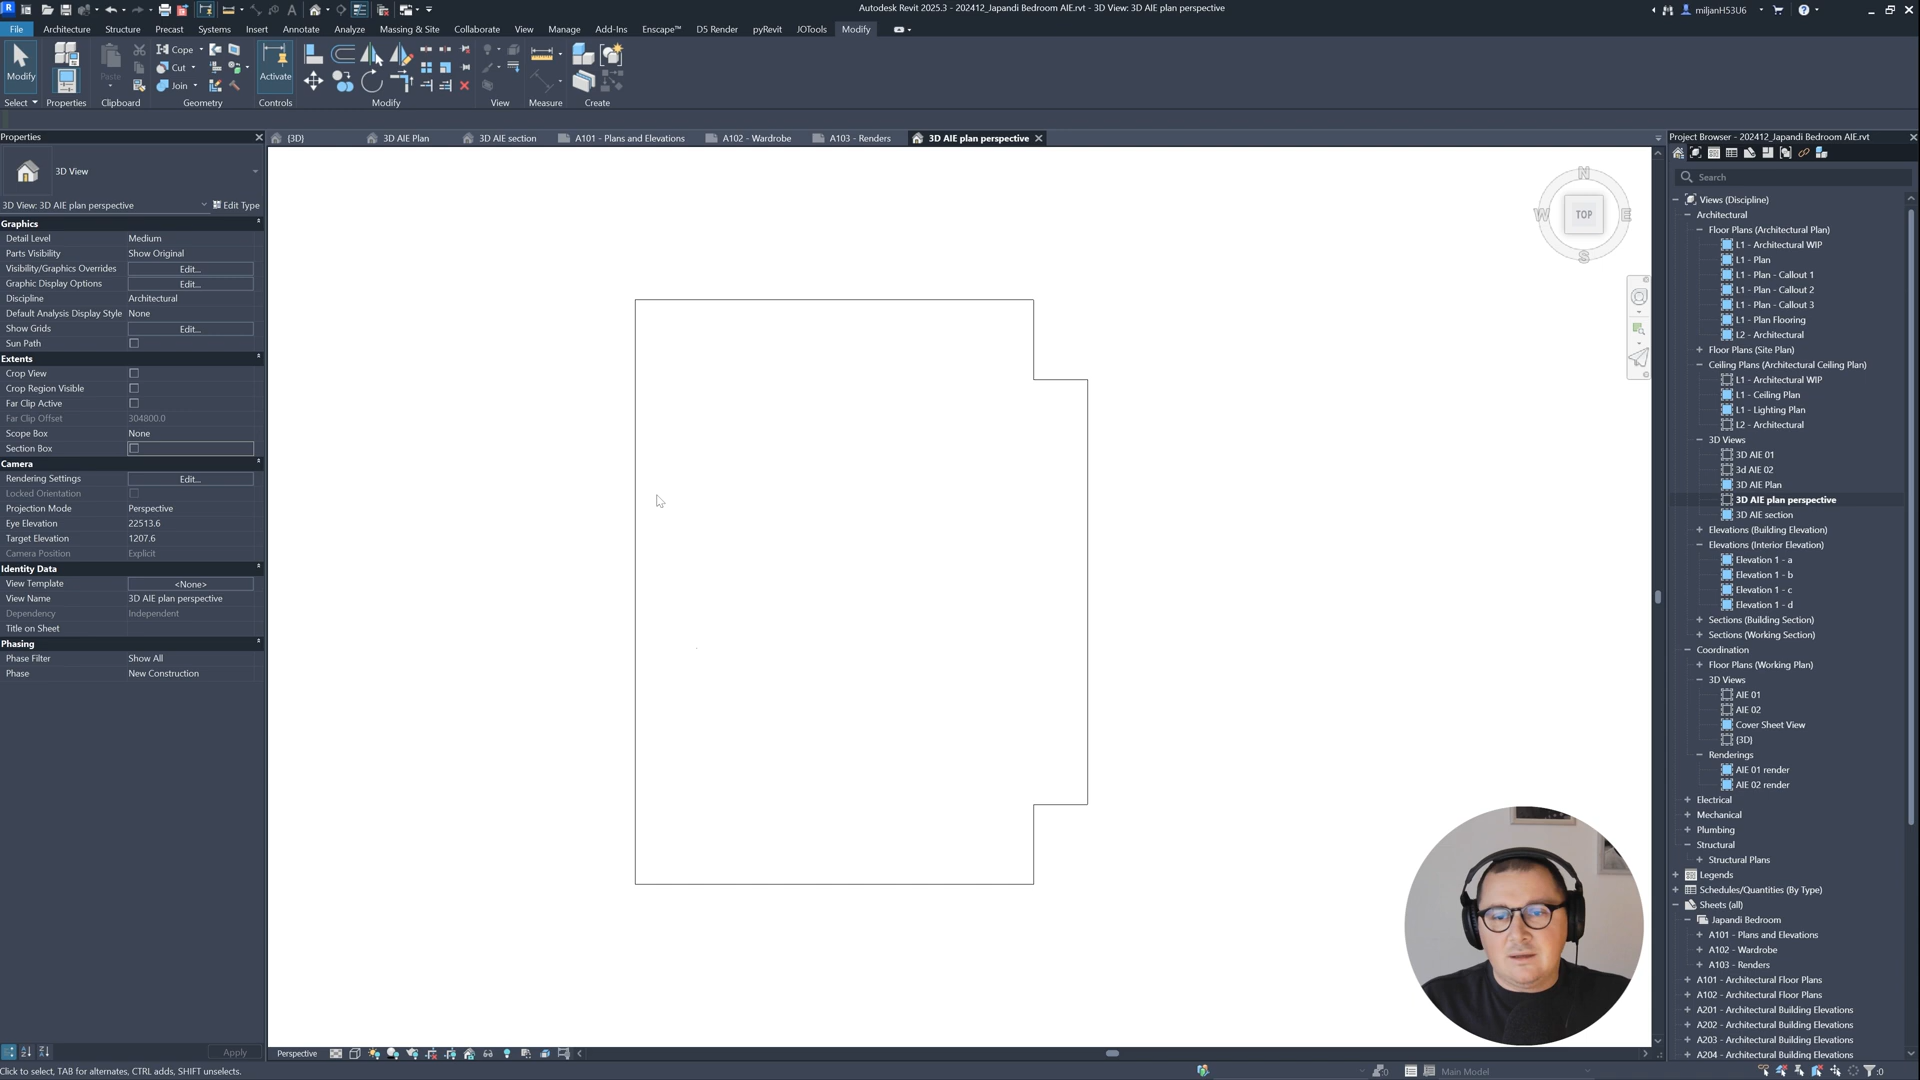 Autodesk Revit 2025.3 - 202412_Japandi Bedroom AIE.rvt - 3D View: 3D AIE plan perspective
miljanH53U6
File Architecture Structure Precast Systems Insert Annotate Analyze Massing & Site Collaborate View Manage Add-Ins Enscape™ D5 Render pyRevit JOTools Modify
Modify
Paste
Cope
Cut
Join
Activate
Select Properties Clipboard Geometry Controls Modify View Measure Create
Properties
{3D} 3D AIE Plan 3D AIE section A101 - Plans and Elevations A102 - Wardrobe A103 - Renders 3D AIE plan perspective
3D View
3D View: 3D AIE plan perspective Edit Type
Graphics
Detail Level Medium
Parts Visibility Show Original
Visibility/Graphics Overrides Edit...
Graphic Display Options Edit...
Discipline Architectural
Default Analysis Display Style None
Show Grids Edit...
Sun Path
Extents
Crop View
Crop Region Visible
Far Clip Active
Far Clip Offset 304800.0
Scope Box None
Section Box
Camera
Rendering Settings Edit...
Locked Orientation
Projection Mode Perspective
Eye Elevation 22513.6
Target Elevation 1207.6
Camera Position Explicit
Identity Data
View Template <None>
View Name 3D AIE plan perspective
Dependency Independent
Title on Sheet
Phasing
Phase Filter Show All
Phase New Construction
Apply
N
W TOP E
S
Project Browser - 202412_Japandi Bedroom AIE.rvt
Search
Views (Discipline)
Architectural
Floor Plans (Architectural Plan)
L1 - Architectural WIP
L1 - Plan
L1 - Plan - Callout 1
L1 - Plan - Callout 2
L1 - Plan - Callout 3
L1 - Plan Flooring
L2 - Architectural
Floor Plans (Site Plan)
Ceiling Plans (Architectural Ceiling Plan)
L1 - Architectural WIP
L1 - Ceiling Plan
L1 - Lighting Plan
L2 - Architectural
3D Views
3D AIE 01
3d AIE 02
3D AIE Plan
3D AIE plan perspective
3D AIE section
Elevations (Building Elevation)
Elevations (Interior Elevation)
Elevation 1 - a
Elevation 1 - b
Elevation 1 - c
Elevation 1 - d
Sections (Building Section)
Sections (Working Section)
Coordination
Floor Plans (Working Plan)
3D Views
AIE 01
AIE 02
Cover Sheet View
{3D}
Renderings
AIE 01 render
AIE 02 render
Electrical
Mechanical
Plumbing
Structural
Structural Plans
Legends
Schedules/Quantities (By Type)
Sheets (all)
Japandi Bedroom
A101 - Plans and Elevations
A102 - Wardrobe
A103 - Renders
A101 - Architectural Floor Plans
A102 - Architectural Floor Plans
A201 - Architectural Building Elevations
A202 - Architectural Building Elevations
A203 - Architectural Building Elevations
A204 - Architectural Building Elevations
Perspective
Click to select, TAB for alternates, CTRL adds, SHIFT unselects.
:0
Main Model
:0